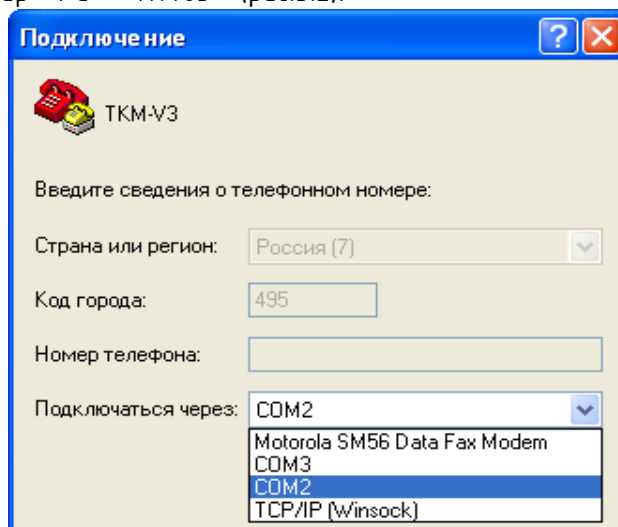 Подключение
TKM-V3
Введите сведения о телефонном номере:
Страна или регион: Россия (7)
Код города: 495
Номер телефона:
Подключаться через: COM2
Motorola SM56 Data Fax Modem
COM3
COM2
TCP/IP (Winsock)